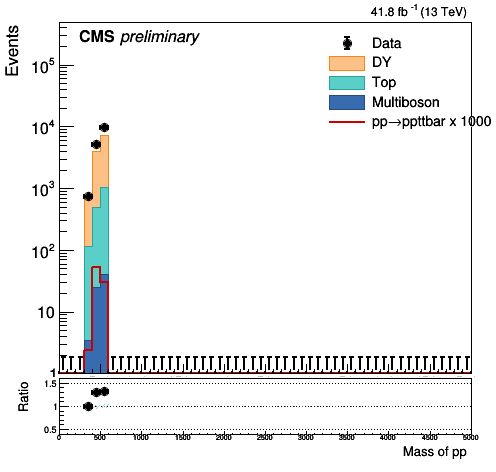 41.8 fb⁻¹ (13 TeV)
CMS preliminary
Events
Data
DY
Top
Multiboson
pp→ppttbar x 1000
10⁵
10⁴
10³
10²
10
1
Ratio
1.5
1
0.5
0 500 1000 1500 2000 2500 3000 3500 4000 4500 5000
Mass of pp